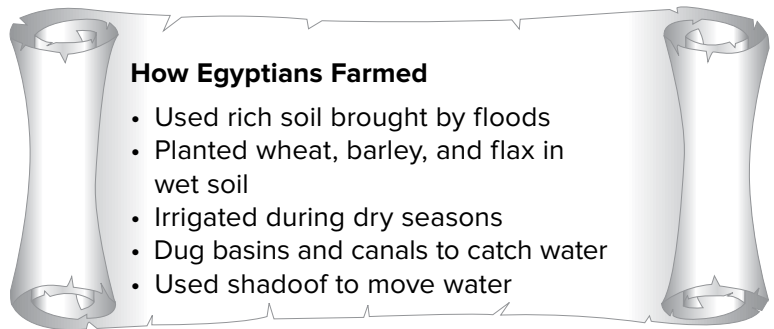 How Egyptians Farmed
• Used rich soil brought by floods
• Planted wheat, barley, and flax in
wet soil
• Irrigated during dry seasons
• Dug basins and canals to catch water
• Used shadoof to move water